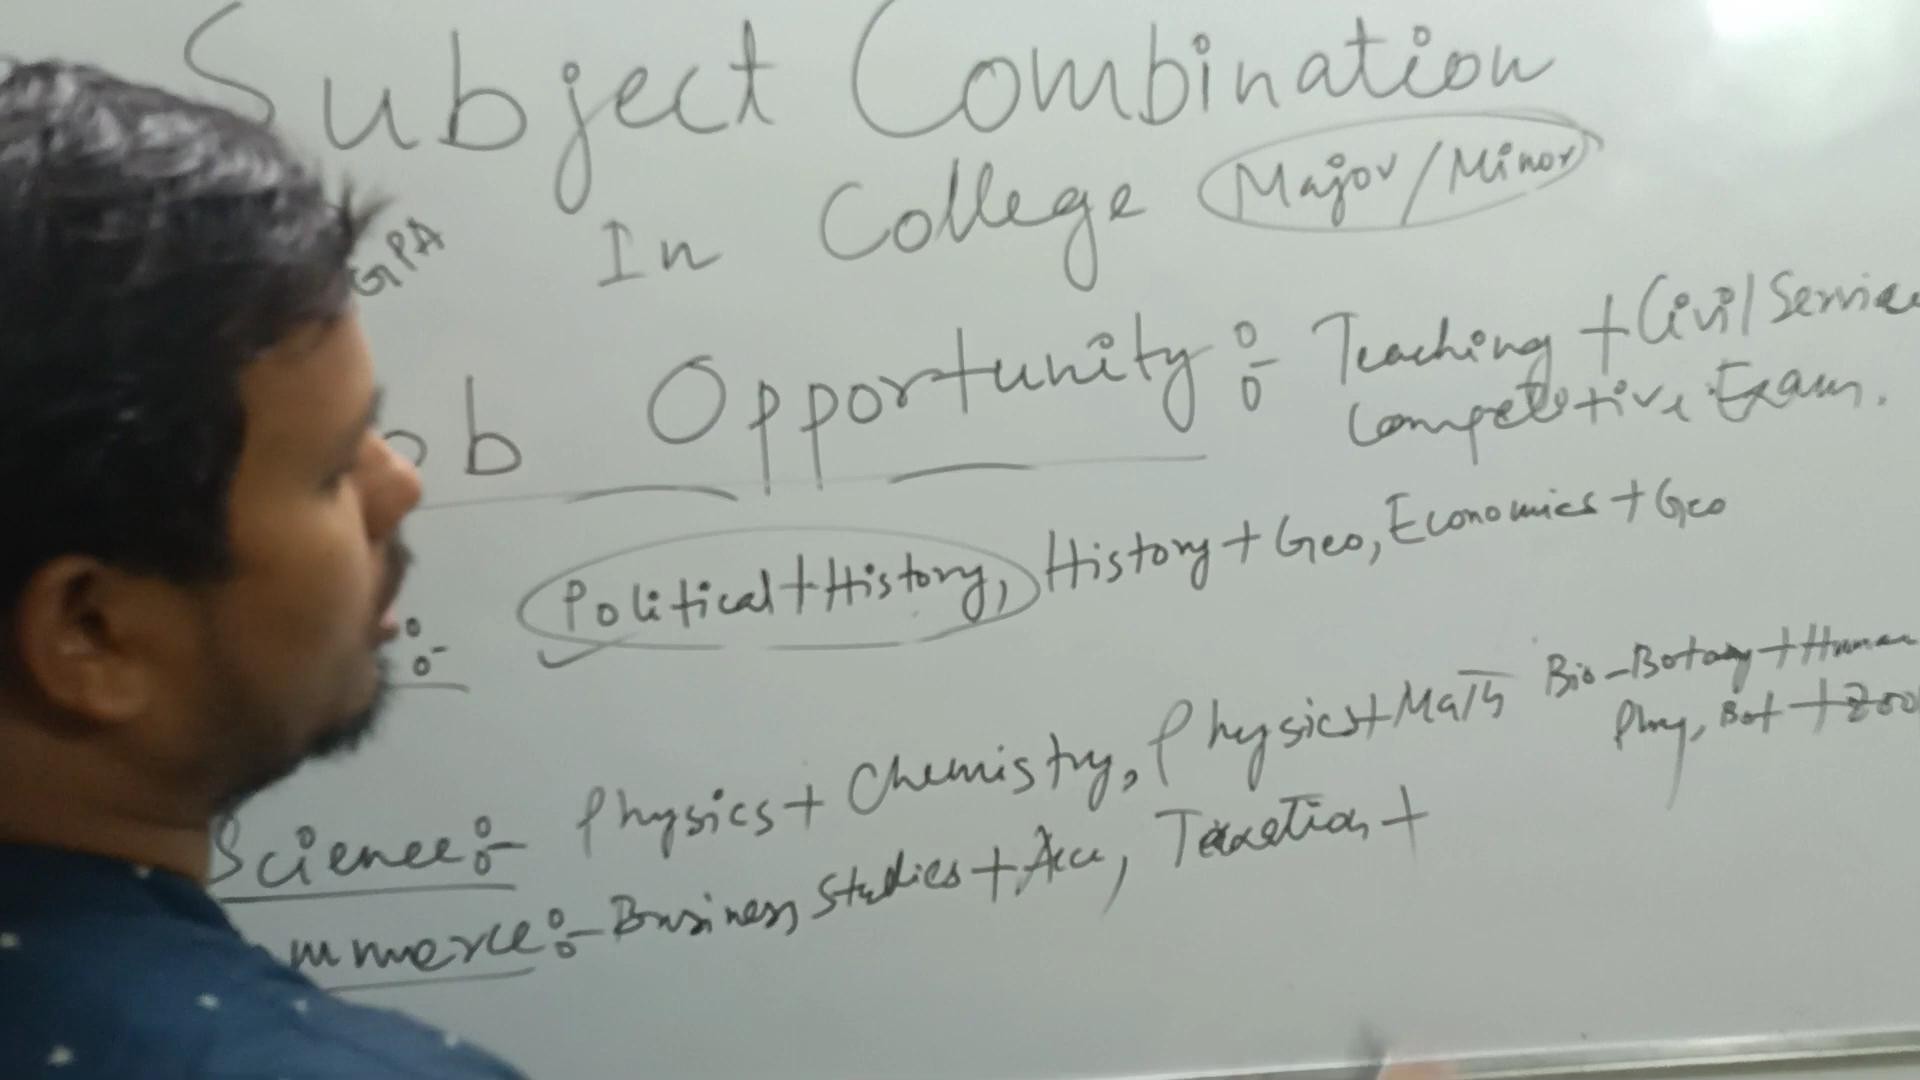 Subject Combination
In College Major/Minor
GPA
ob Opportunity :- Teaching + Civil Service
Competetive Exam.
:- Political + History, History + Geo, Economics + Geo
Science :- Physics + Chemistry, Physics + Math
Bio - Botany + Human
Phy, Bot + Zoo
mmerce :- Business Studies + Acc, Taxation +